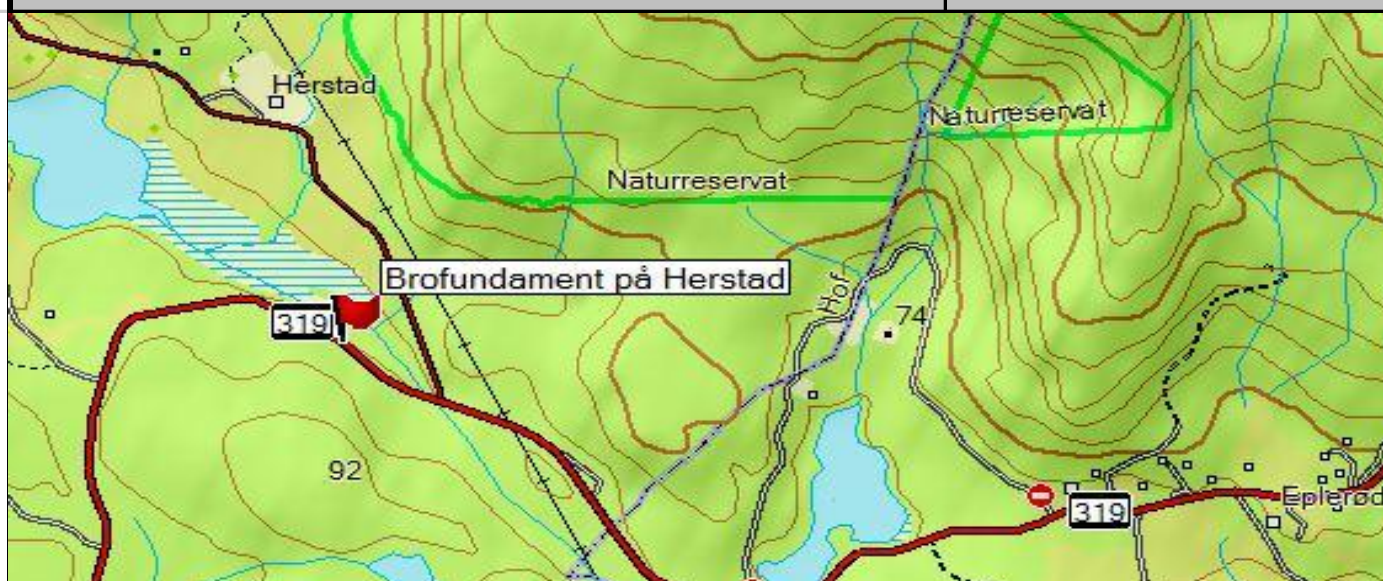 Herstad
Naturreservat
Naturreservat
Brofundament på Herstad
319
Hof
74
92
319
Eplerød